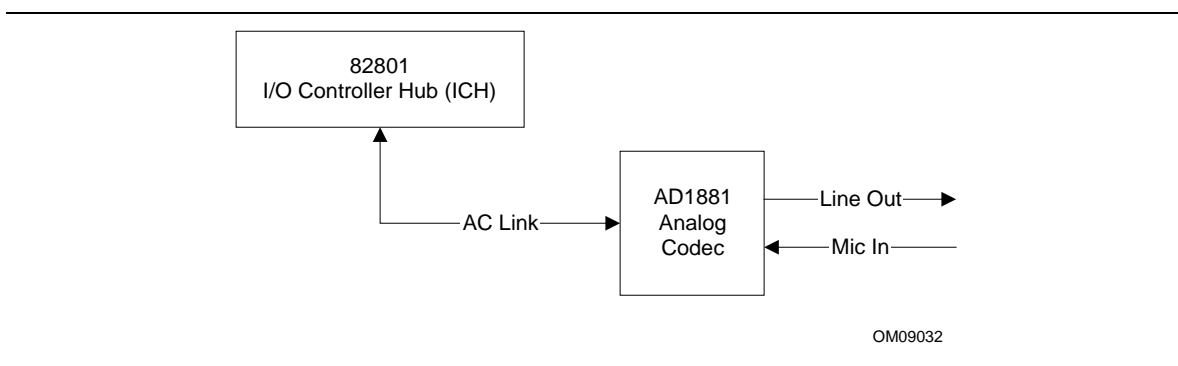 82801
I/O Controller Hub (ICH)
AD1881
Analog
Codec
AC Link
Line Out
Mic In
OM09032